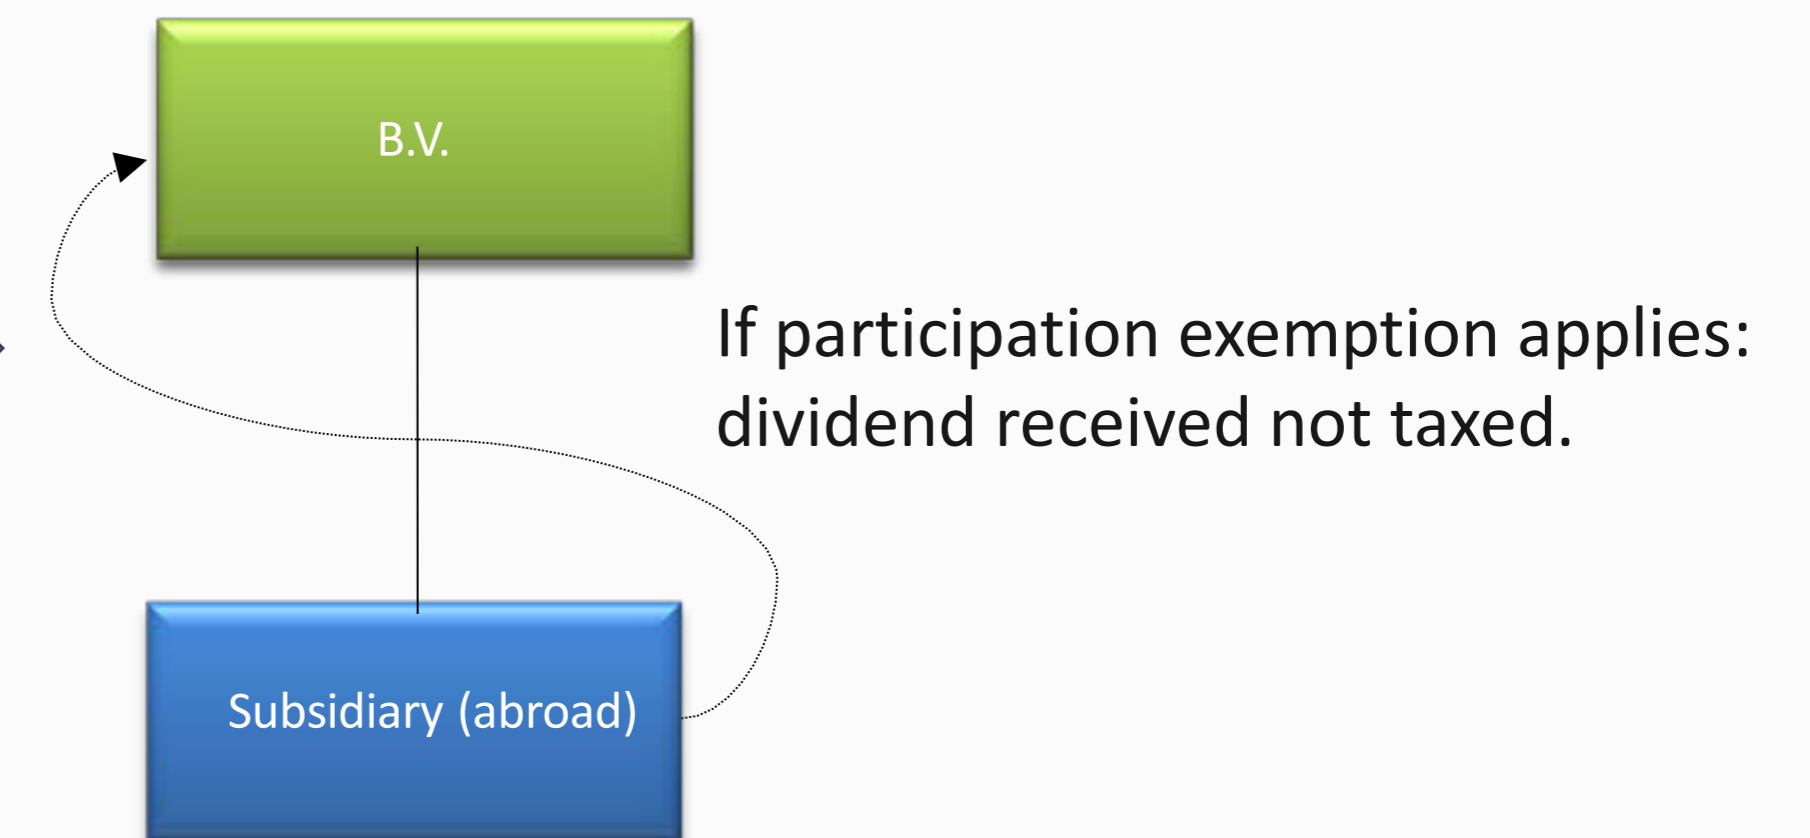 B.V.
If participation exemption applies:
dividend received not taxed.
Subsidiary (abroad)